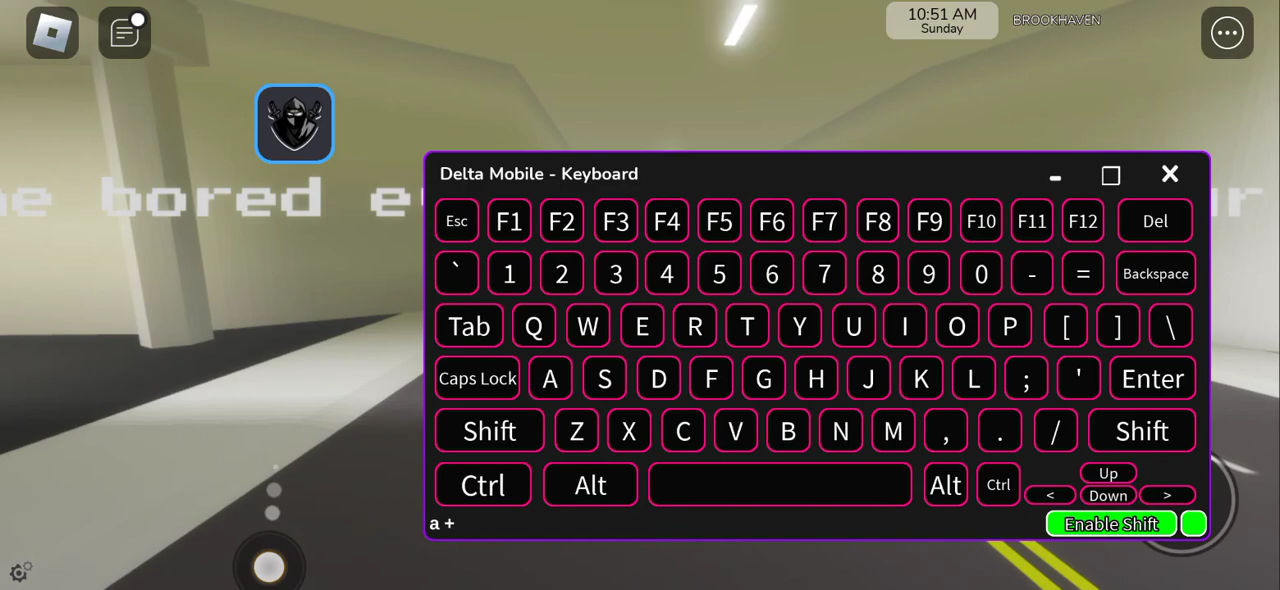 10:51 AM
Sunday
BROOKHAVEN
bored
Delta Mobile - Keyboard
Esc F1 F2 F3 F4 F5 F6 F7 F8 F9 F10 F11 F12 Del
` 1 2 3 4 5 6 7 8 9 0 - = Backspace
Tab Q W E R T Y U I O P [ ] \
Caps Lock A S D F G H J K L ; ' Enter
Shift Z X C V B N M , . / Shift
Ctrl Alt Alt Ctrl < Up Down >
a +
Enable Shift